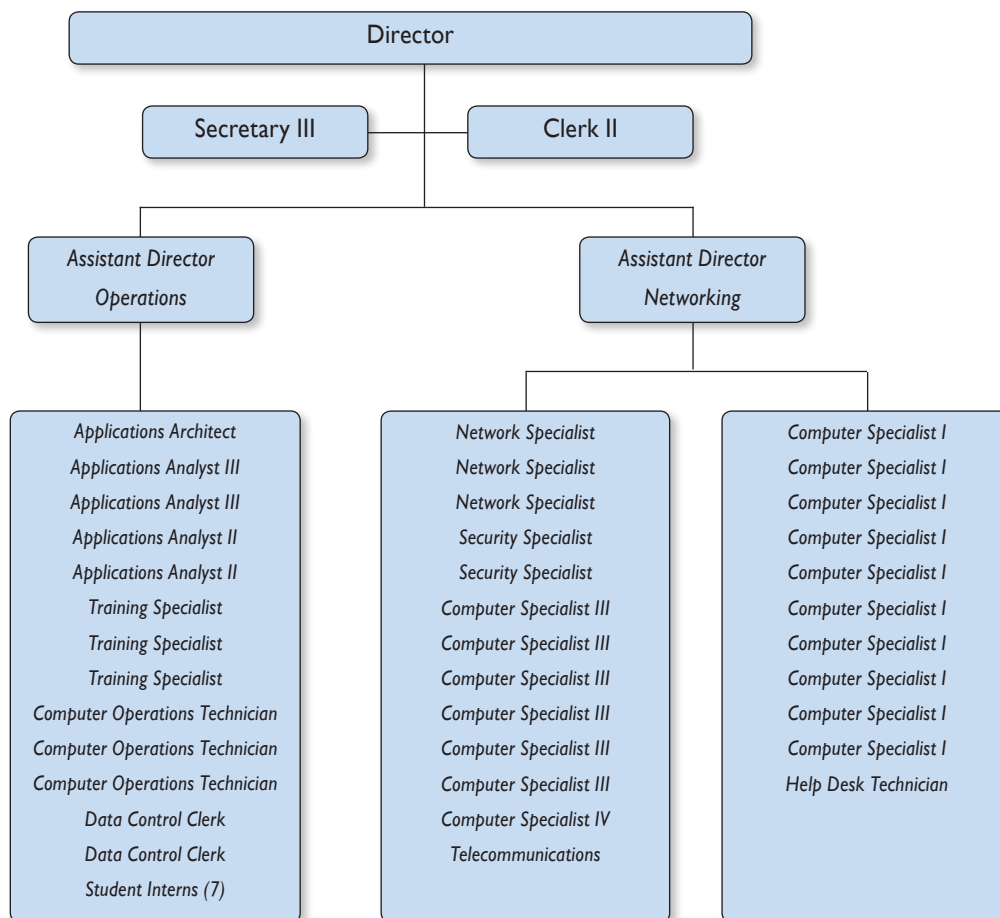 Director
Secretary III
Clerk II
Assistant Director
Operations
Assistant Director
Networking
Applications Architect
Applications Analyst III
Applications Analyst III
Applications Analyst II
Applications Analyst II
Training Specialist
Training Specialist
Training Specialist
Computer Operations Technician
Computer Operations Technician
Computer Operations Technician
Data Control Clerk
Data Control Clerk
Student Interns (7)
Network Specialist
Network Specialist
Network Specialist
Security Specialist
Security Specialist
Computer Specialist III
Computer Specialist III
Computer Specialist III
Computer Specialist III
Computer Specialist III
Computer Specialist III
Computer Specialist IV
Telecommunications
Computer Specialist I
Computer Specialist I
Computer Specialist I
Computer Specialist I
Computer Specialist I
Computer Specialist I
Computer Specialist I
Computer Specialist I
Computer Specialist I
Computer Specialist I
Help Desk Technician